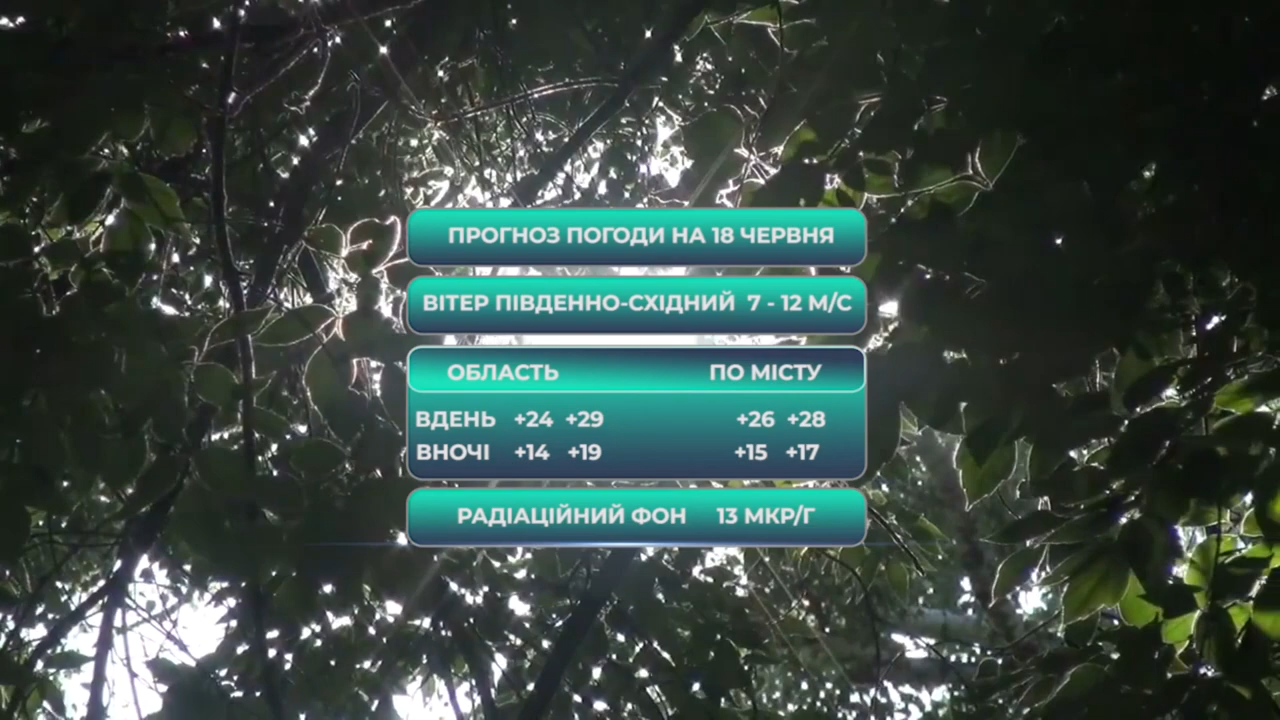 ПРОГНОЗ ПОГОДИ НА 18 ЧЕРВНЯ
ВІТЕР ПІВДЕННО-СХІДНИЙ 7 - 12 М/С
ОБЛАСТЬ ПО МІСТУ
ВДЕНЬ +24 +29 +26 +28
ВНОЧІ +14 +19 +15 +17
РАДІАЦІЙНИЙ ФОН 13 МКР/Г